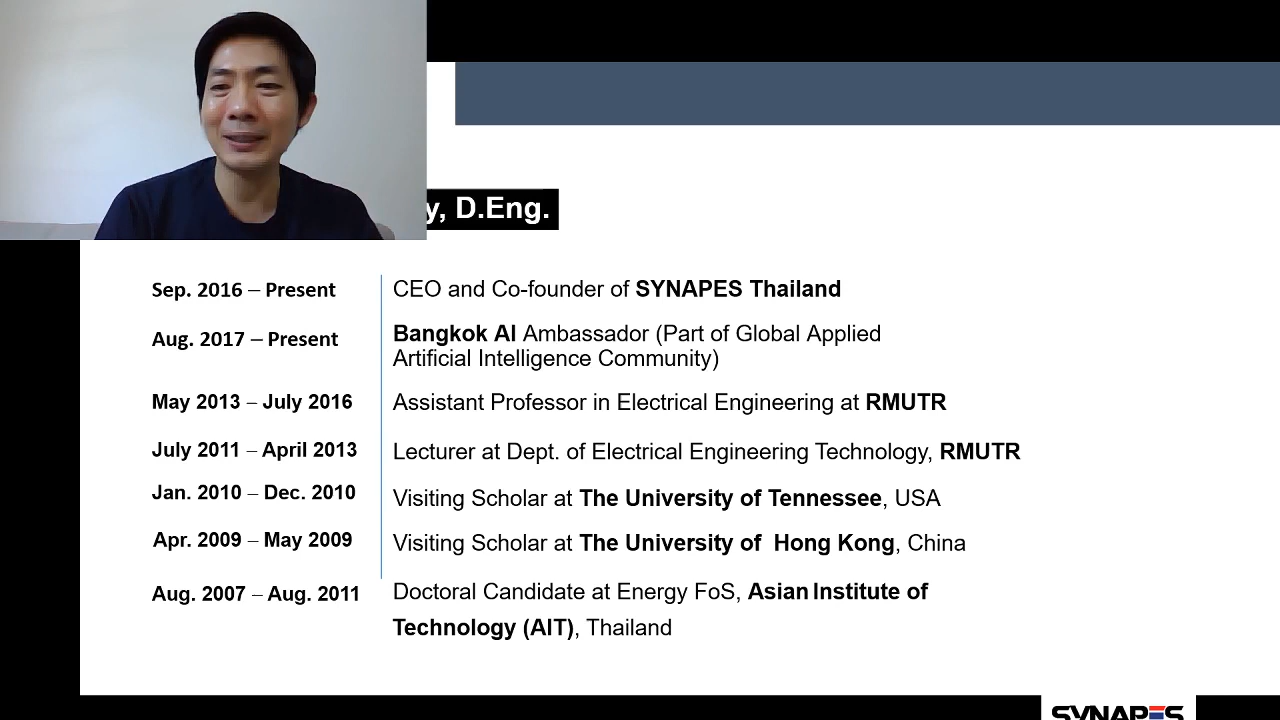 y, D.Eng.
Sep. 2016 – Present
CEO and Co-founder of SYNAPES Thailand
Aug. 2017 – Present
Bangkok AI Ambassador (Part of Global Applied
Artificial Intelligence Community)
May 2013 – July 2016
Assistant Professor in Electrical Engineering at RMUTR
July 2011 – April 2013
Lecturer at Dept. of Electrical Engineering Technology, RMUTR
Jan. 2010 – Dec. 2010
Visiting Scholar at The University of Tennessee, USA
Apr. 2009 – May 2009
Visiting Scholar at The University of Hong Kong, China
Aug. 2007 – Aug. 2011
Doctoral Candidate at Energy FoS, Asian Institute of
Technology (AIT), Thailand
SYNAPES